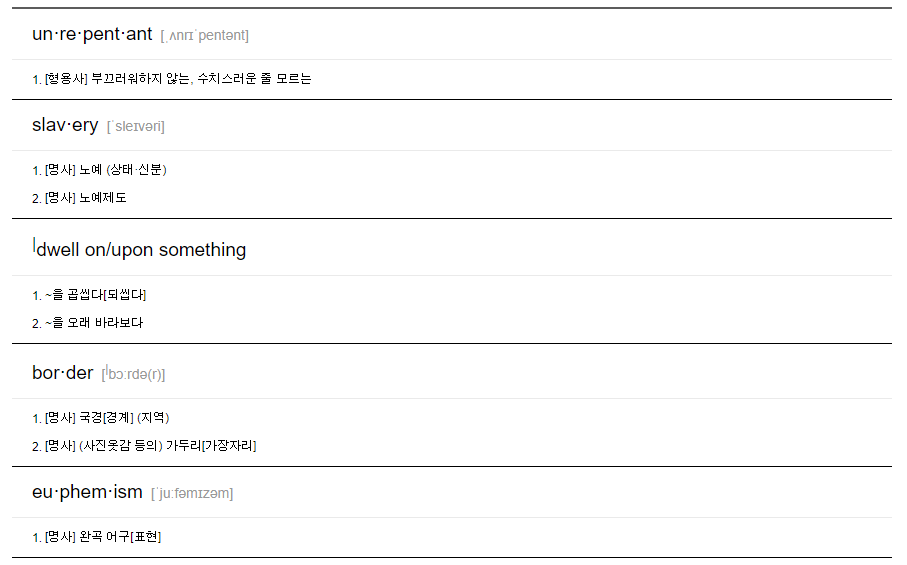 un·re·pent·ant [ˌʌnrɪˈpentənt]
1. [형용사] 부끄러워하지 않는, 수치스러운 줄 모르는
slav·ery [ˈsleɪvəri]
1. [명사] 노예 (상태·신분)
2. [명사] 노예제도
ˈdwell on/upon something
1. ~을 곱씹다[되씹다]
2. ~을 오래 바라보다
bor·der [ˈbɔːrdə(r)]
1. [명사] 국경[경계] (지역)
2. [명사] (사진옷감 등의) 가두리[가장자리]
eu·phem·ism [ˈjuːfəmɪzəm]
1. [명사] 완곡 어구[표현]